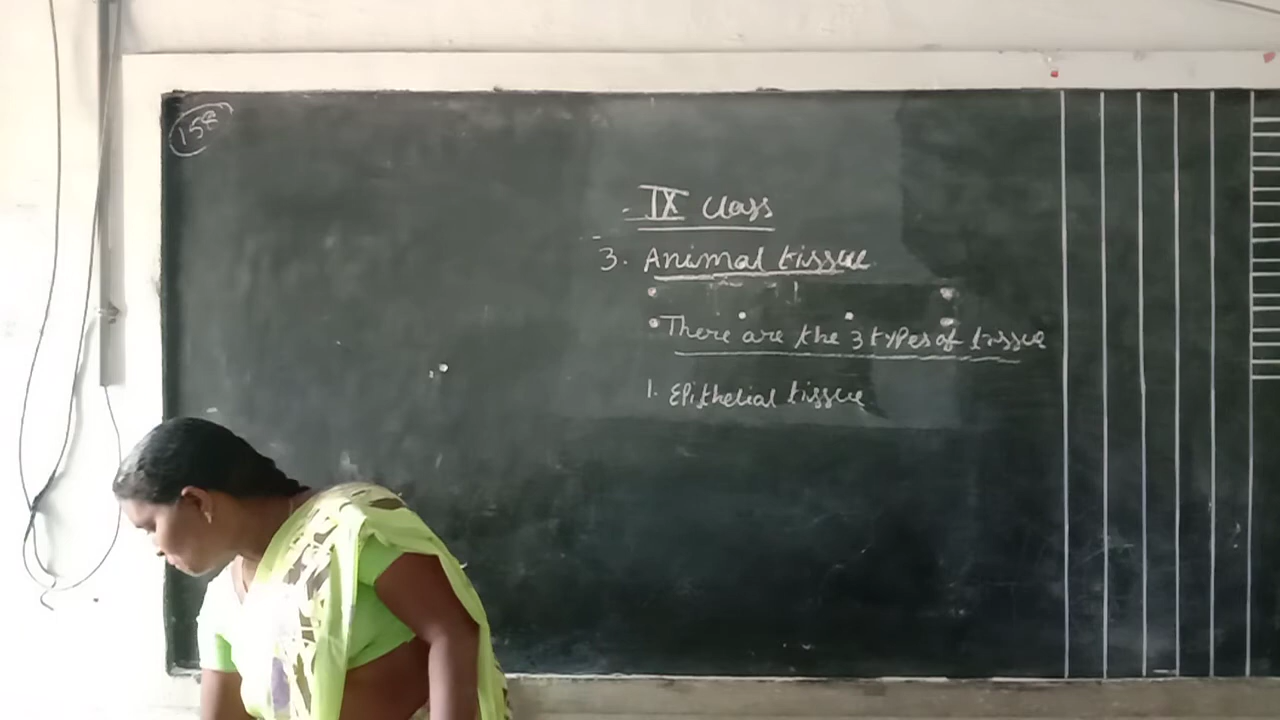 IX class
3. Animal tissue
There are the 3 types of tissue
1. Epithelial tissue